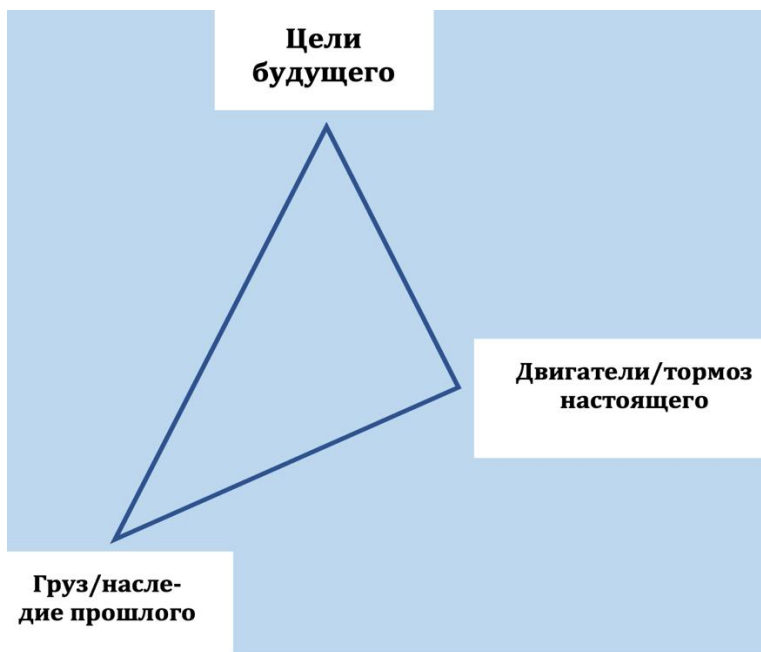 Цели
будущего
Двигатели/тормоз
настоящего
Груз/насле-
дие прошлого